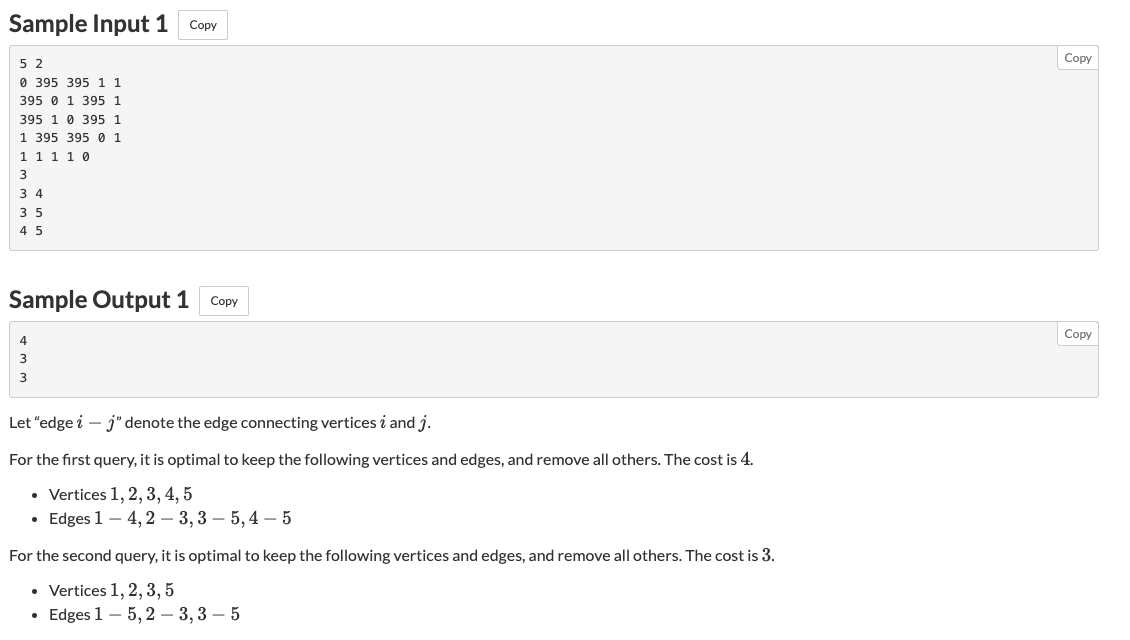 Sample Input 1
Copy
Copy
5 2
0 395 395 1 1
395 0 1 395 1
395 1 0 395 1
1 395 395 0 1
1 1 1 1 0
3
3 4
3 5
4 5
Sample Output 1
Copy
Copy
4
3
3
Let “edge i − j” denote the edge connecting vertices i and j.
For the first query, it is optimal to keep the following vertices and edges, and remove all others. The cost is 4.
• Vertices 1, 2, 3, 4, 5
• Edges 1 − 4, 2 − 3, 3 − 5, 4 − 5
For the second query, it is optimal to keep the following vertices and edges, and remove all others. The cost is 3.
• Vertices 1, 2, 3, 5
• Edges 1 − 5, 2 − 3, 3 − 5